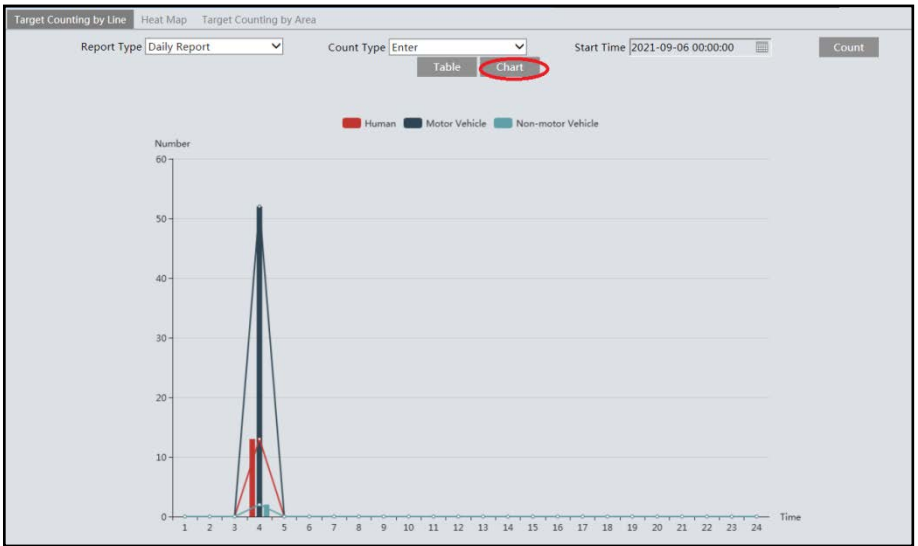 Target Counting by Line Heat Map Target Counting by Area
Report Type Daily Report Count Type Enter Start Time 2021-09-06 00:00:00 Count
Table Chart
Human Motor Vehicle Non-motor Vehicle
Number
60
50
40
30
20
10
0
1 2 3 4 5 6 7 8 9 10 11 12 13 14 15 16 17 18 19 20 21 22 23 24 Time